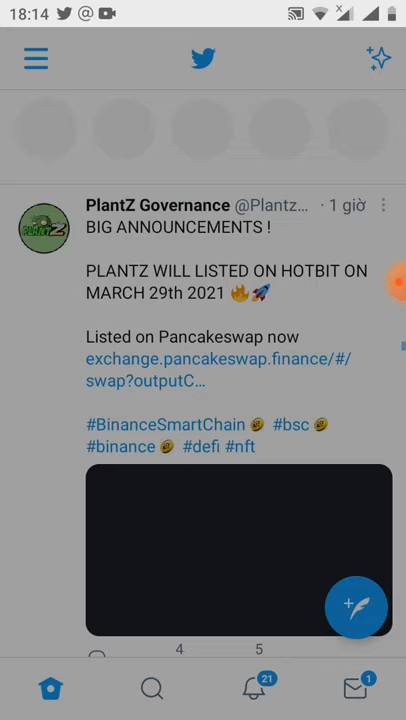 18:14
PlantZ Governance @Plantz... · 1 giờ
BIG ANNOUNCEMENTS !
PLANTZ WILL LISTED ON HOTBIT ON
MARCH 29th 2021 🔥🚀
Listed on Pancakeswap now
exchange.pancakeswap.finance/#/
swap?outputC...
#BinanceSmartChain #bsc
#binance #defi #nft
4 5
21 1